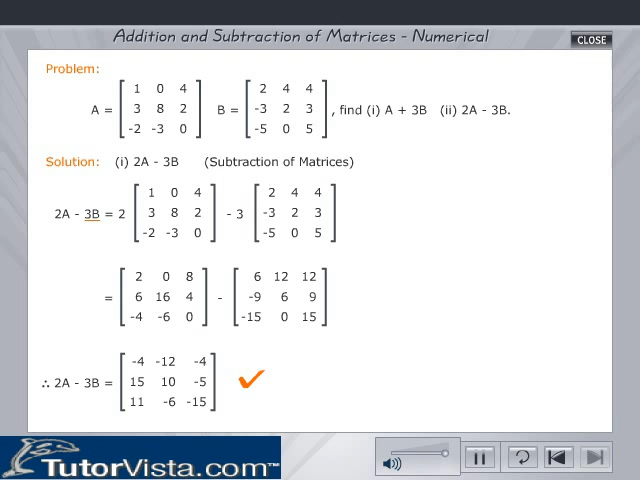 Addition and Subtraction of Matrices - Numerical
CLOSE
Problem:
A = [ 1 0 4 B = [ 2 4 4
3 8 2 -3 2 3
-2 -3 0 ] -5 0 5 ] , find (i) A + 3B (ii) 2A - 3B.
Solution: (i) 2A - 3B (Subtraction of Matrices)
2A - 3B = 2 [ 1 0 4 - 3 [ 2 4 4
3 8 2 -3 2 3
-2 -3 0 ] -5 0 5 ]
= [ 2 0 8 - [ 6 12 12
6 16 4 -9 6 9
-4 -6 0 ] -15 0 15 ]
∴ 2A - 3B = [ -4 -12 -4
15 10 -5
11 -6 -15 ] ✓
TutorVista.com™